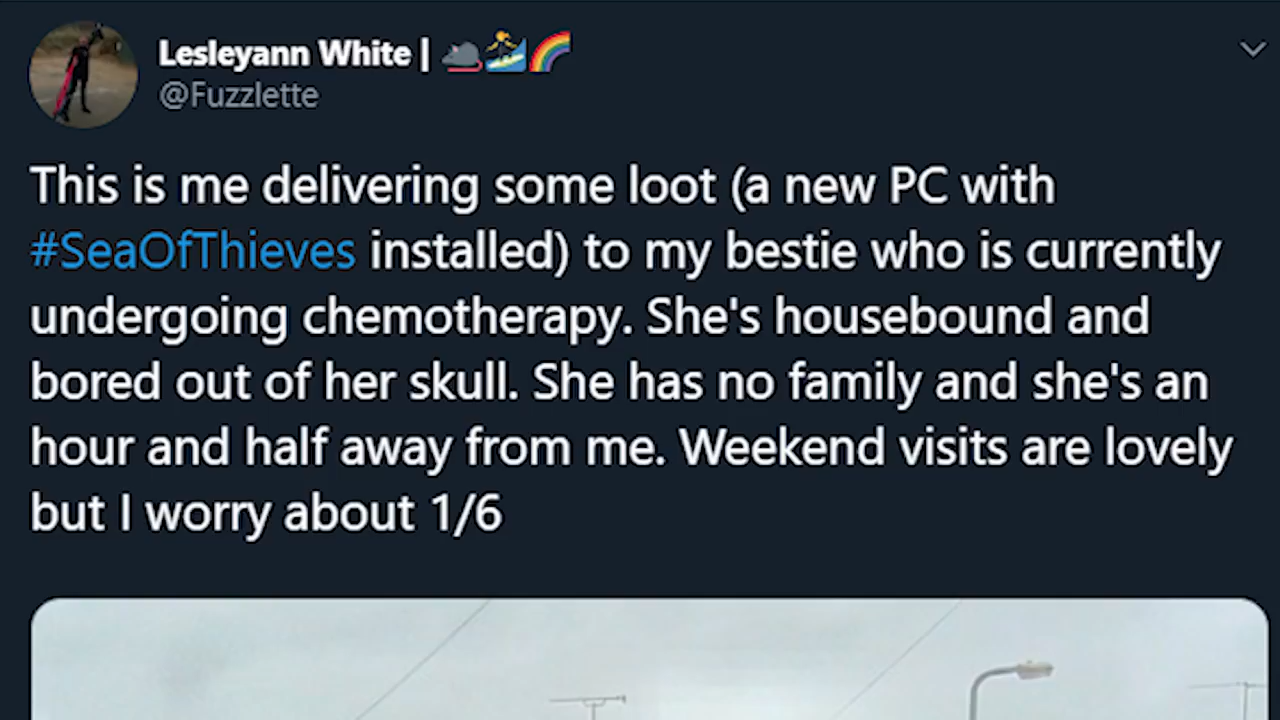 Lesleyann White | 🐀🏄🌈
@Fuzzlette
This is me delivering some loot (a new PC with
#SeaOfThieves installed) to my bestie who is currently
undergoing chemotherapy. She's housebound and
bored out of her skull. She has no family and she's an
hour and half away from me. Weekend visits are lovely
but I worry about 1/6